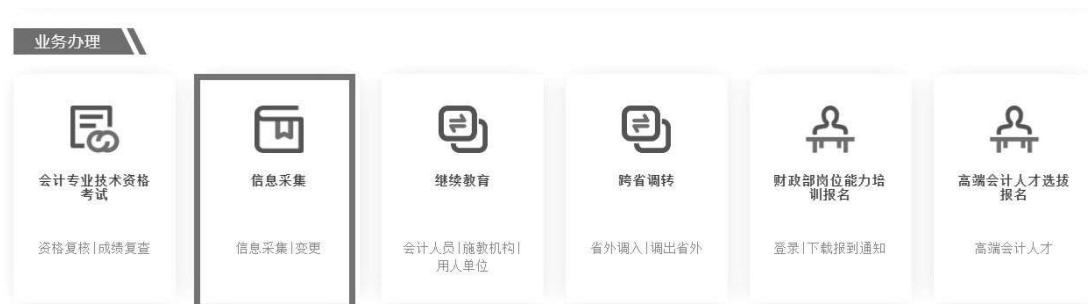 业务办理
会计专业技术资格
考试
资格复核|成绩复查
信息采集
信息采集|变更
继续教育
会计人员|施教机构|
用人单位
跨省调转
省外调入|调出省外
财政部岗位能力培
训报名
登录|下载报到通知
高端会计人才选拔
报名
高端会计人才